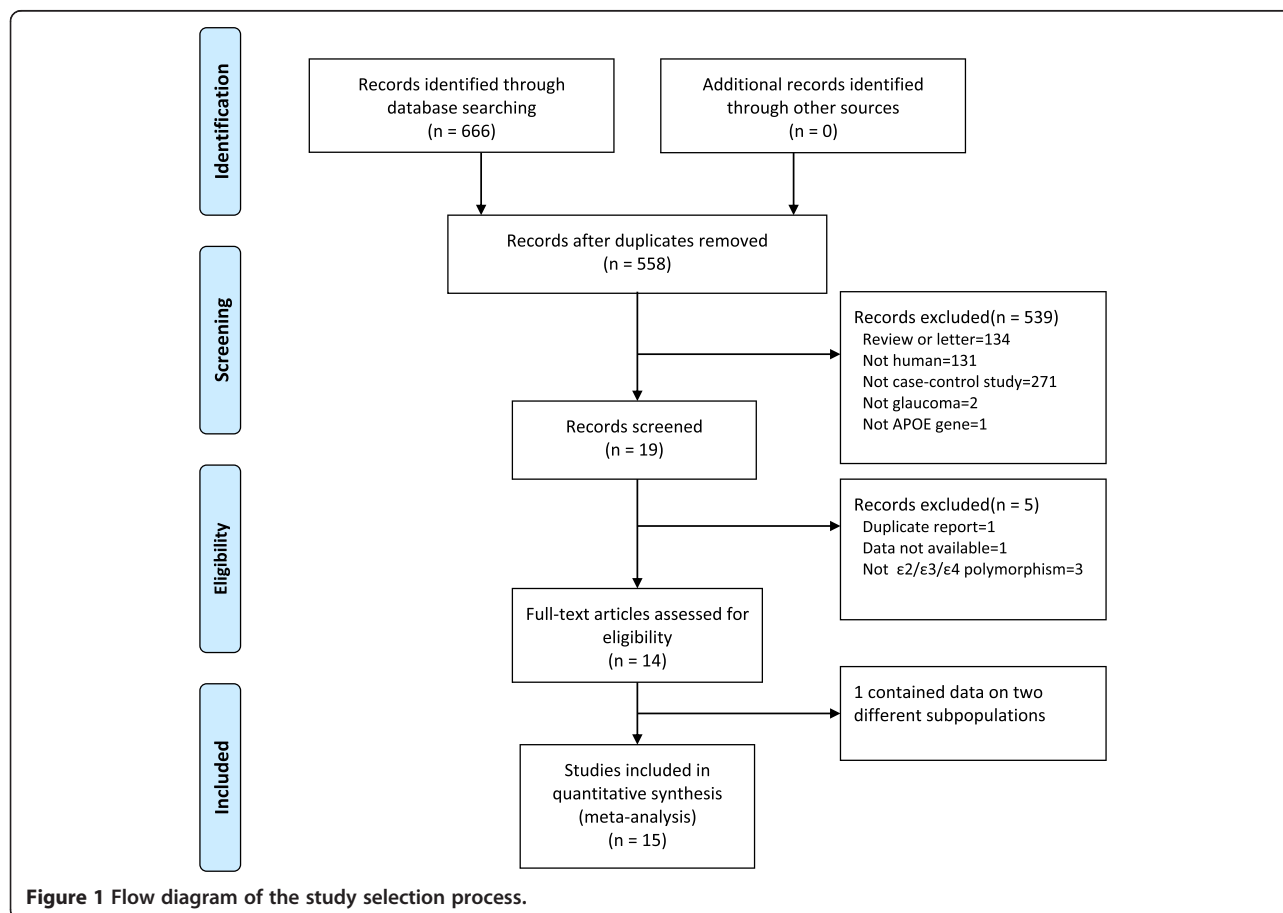 Identification
Records identified through
database searching
(n = 666)
Additional records identified
through other sources
(n = 0)
Records after duplicates removed
(n = 558)
Screening
Records excluded(n = 539)
Review or letter=134
Not human=131
Not case-control study=271
Not glaucoma=2
Not APOE gene=1
Records screened
(n = 19)
Eligibility
Records excluded(n = 5)
Duplicate report=1
Data not available=1
Not ε2/ε3/ε4 polymorphism=3
Full-text articles assessed for
eligibility
(n = 14)
Included
1 contained data on two
different subpopulations
Studies included in
quantitative synthesis
(meta-analysis)
(n = 15)
Figure 1 Flow diagram of the study selection process.